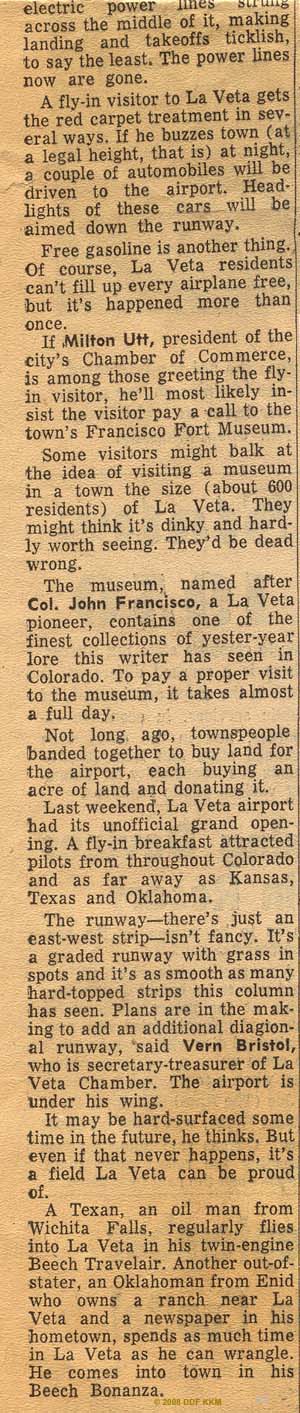 electric power lines strung
across the middle of it, making
landing and takeoffs ticklish,
to say the least. The power lines
now are gone.
A fly-in visitor to La Veta gets
the red carpet treatment in sev-
eral ways. If he buzzes town (at
a legal height, that is) at night,
a couple of automobiles will be
driven to the airport. Head-
lights of these cars will be
aimed down the runway.
Free gasoline is another thing.
Of course, La Veta residents
can't fill up every airplane free,
but it's happened more than
once.
If Milton Utt, president of the
city's Chamber of Commerce,
is among those greeting the fly-
in visitor, he'll most likely in-
sist the visitor pay a call to the
town's Francisco Fort Museum.
Some visitors might balk at
the idea of visiting a museum
in a town the size (about 600
residents) of La Veta. They
might think it's dinky and hard-
ly worth seeing. They'd be dead
wrong.
The museum, named after
Col. John Francisco, a La Veta
pioneer, contains one of the
finest collections of yester-year
lore this writer has seen in
Colorado. To pay a proper visit
to the museum, it takes almost
a full day.
Not long ago, townspeople
banded together to buy land for
the airport, each buying an
acre of land and donating it.
Last weekend, La Veta airport
had its unofficial grand open-
ing. A fly-in breakfast attracted
pilots from throughout Colorado
and as far away as Kansas,
Texas and Oklahoma.
The runway—there's just an
east-west strip—isn't fancy. It's
a graded runway with grass in
spots and it's as smooth as many
hard-topped strips this column
has seen. Plans are in the mak-
ing to add an additional diagion-
al runway, said Vern Bristol,
who is secretary-treasurer of La
Veta Chamber. The airport is
under his wing.
It may be hard-surfaced some
time in the future, he thinks. But
even if that never happens, it's
a field La Veta can be proud
of.
A Texan, an oil man from
Wichita Falls, regularly flies
into La Veta in his twin-engine
Beech Travelair. Another out-of-
stater, an Oklahoman from Enid
who owns a ranch near La
Veta and a newspaper in his
hometown, spends as much time
in La Veta as he can wrangle.
He comes into town in his
Beech Bonanza.
© 2008 DDF KKM